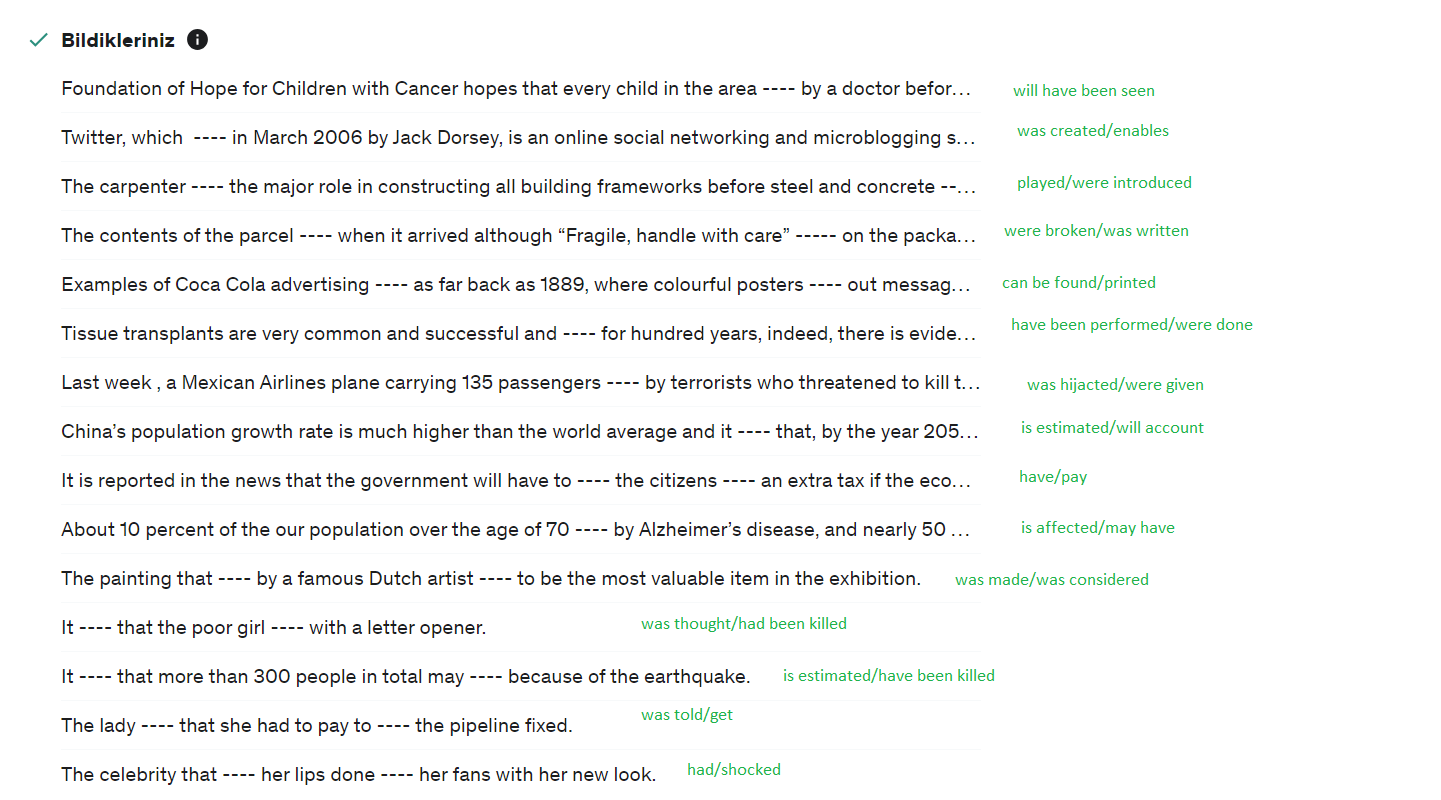 Bildikleriniz
Foundation of Hope for Children with Cancer hopes that every child in the area ---- by a doctor befor... will have been seen
Twitter, which ---- in March 2006 by Jack Dorsey, is an online social networking and microblogging s... was created/enables
The carpenter ---- the major role in constructing all building frameworks before steel and concrete --... played/were introduced
The contents of the parcel ---- when it arrived although “Fragile, handle with care” ----- on the packa... were broken/was written
Examples of Coca Cola advertising ---- as far back as 1889, where colourful posters ---- out messag... can be found/printed
Tissue transplants are very common and successful and ---- for hundred years, indeed, there is evide... have been performed/were done
Last week , a Mexican Airlines plane carrying 135 passengers ---- by terrorists who threatened to kill t... was hijacted/were given
China’s population growth rate is much higher than the world average and it ---- that, by the year 205... is estimated/will account
It is reported in the news that the government will have to ---- the citizens ---- an extra tax if the eco... have/pay
About 10 percent of the our population over the age of 70 ---- by Alzheimer’s disease, and nearly 50 ... is affected/may have
The painting that ---- by a famous Dutch artist ---- to be the most valuable item in the exhibition. was made/was considered
It ---- that the poor girl ---- with a letter opener. was thought/had been killed
It ---- that more than 300 people in total may ---- because of the earthquake. is estimated/have been killed
The lady ---- that she had to pay to ---- the pipeline fixed. was told/get
The celebrity that ---- her lips done ---- her fans with her new look. had/shocked